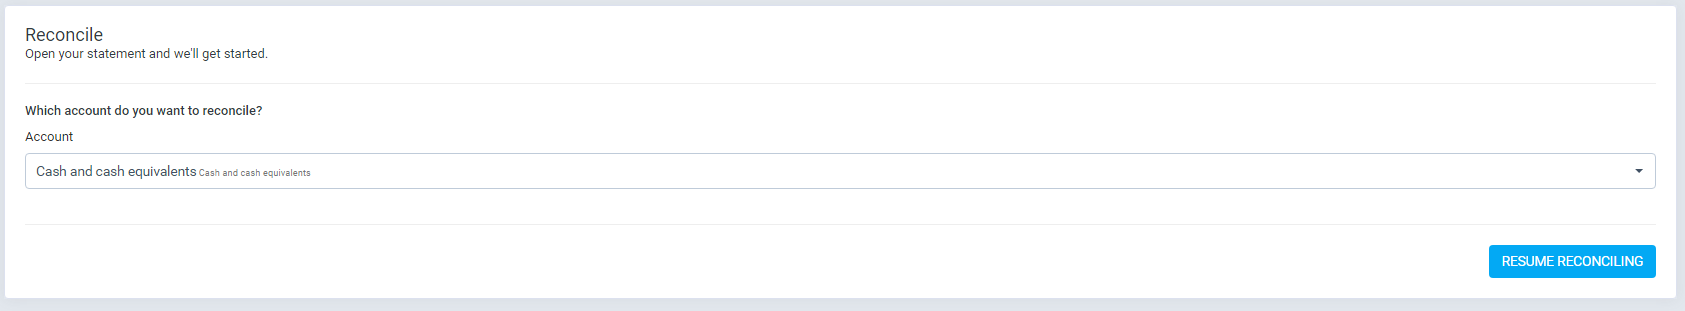 Reconcile
Open your statement and we'll get started.
Which account do you want to reconcile?
Account
Cash and cash equivalents Cash and cash equivalents
RESUME RECONCILING